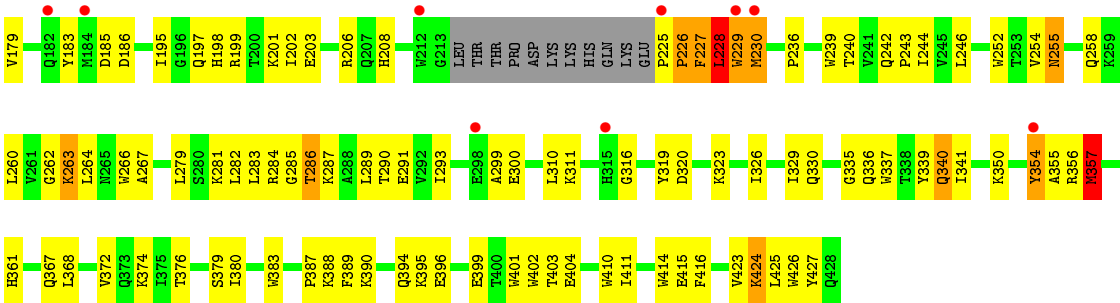 V179 Q182 Y183 M184 D185 D186 I195 G196 Q197 H198 R199 T200 K201 I202 E203 R206 Q207 H208 W212 G213 LEU THR THR PRO ASP LYS LYS HIS GLN LYS GLU P225 P226 F227 L228 W229 M230 P236 W239 T240 V241 Q242 P243 I244 V245 L246 W252 T253 V254 N255 Q258 K259
L260 V261 G262 K263 L264 N265 W266 A267 L279 S280 K281 L282 L283 R284 G285 T286 K287 A288 L289 T290 E291 V292 I293 E298 A299 E300 L310 K311 H315 G316 Y319 D320 K323 I326 I329 Q330 G335 Q336 W337 T338 Y339 Q340 I341 K350 Y354 A355 R356 M357
H361 Q367 L368 V372 Q373 K374 I375 T376 S379 I380 W383 P387 K388 F389 K390 Q394 K395 E396 E399 T400 W401 W402 T403 E404 W410 I411 W414 E415 F416 V423 K424 L425 W426 Y427 Q428